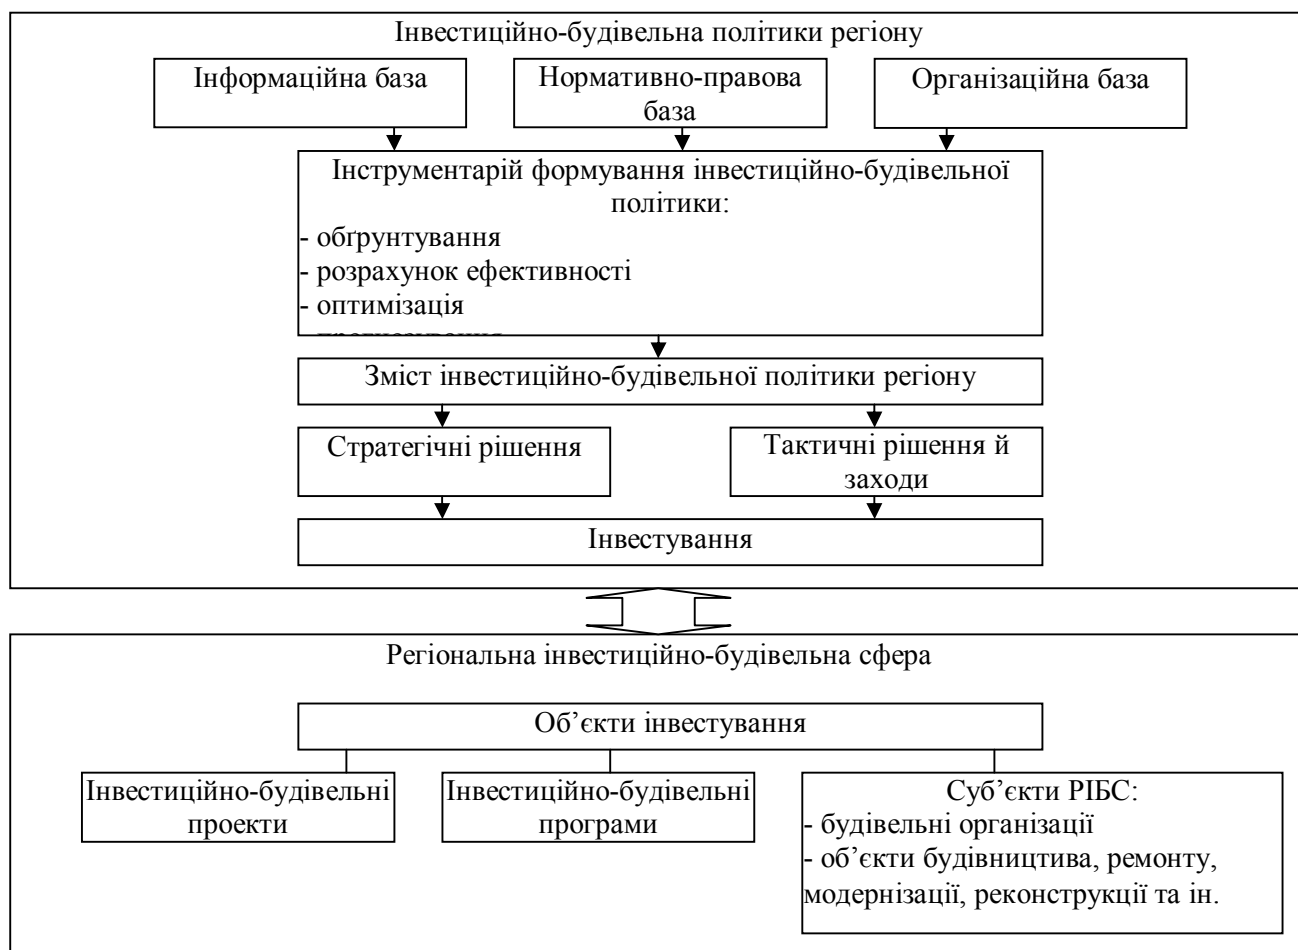 Інвестиційно-будівельна політики регіону
Інформаційна база
Нормативно-правова
база
Організаційна база
Інструментарій формування інвестиційно-будівельної
політики:
- обґрунтування
- розрахунок ефективності
- оптимізація
Зміст інвестиційно-будівельної політики регіону
Стратегічні рішення
Тактичні рішення й
заходи
Інвестування
Регіональна інвестиційно-будівельна сфера
Об’єкти інвестування
Інвестиційно-будівельні
проекти
Інвестиційно-будівельні
програми
Суб’єкти РІБС:
- будівельні організації
- об’єкти будівництива, ремонту,
модернізації, реконструкції та ін.